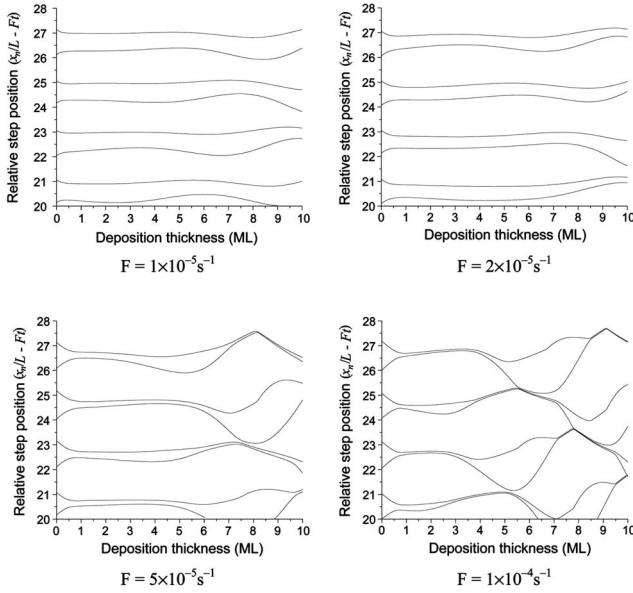 Relative step position (xn/L - Ft)
28
27
26
25
24
23
22
21
20
0 1 2 3 4 5 6 7 8 9 10
Deposition thickness (ML)
F = 1×10⁻⁵s⁻¹
Relative step position (xn/L - Ft)
28
27
26
25
24
23
22
21
20
0 1 2 3 4 5 6 7 8 9 10
Deposition thickness (ML)
F = 2×10⁻⁵s⁻¹
Relative step position (xn/L - Ft)
28
27
26
25
24
23
22
21
20
0 1 2 3 4 5 6 7 8 9 10
Deposition thickness (ML)
F = 5×10⁻⁵s⁻¹
Relative step position (xn/L - Ft)
28
27
26
25
24
23
22
21
20
0 1 2 3 4 5 6 7 8 9 10
Deposition thickness (ML)
F = 1×10⁻⁴s⁻¹